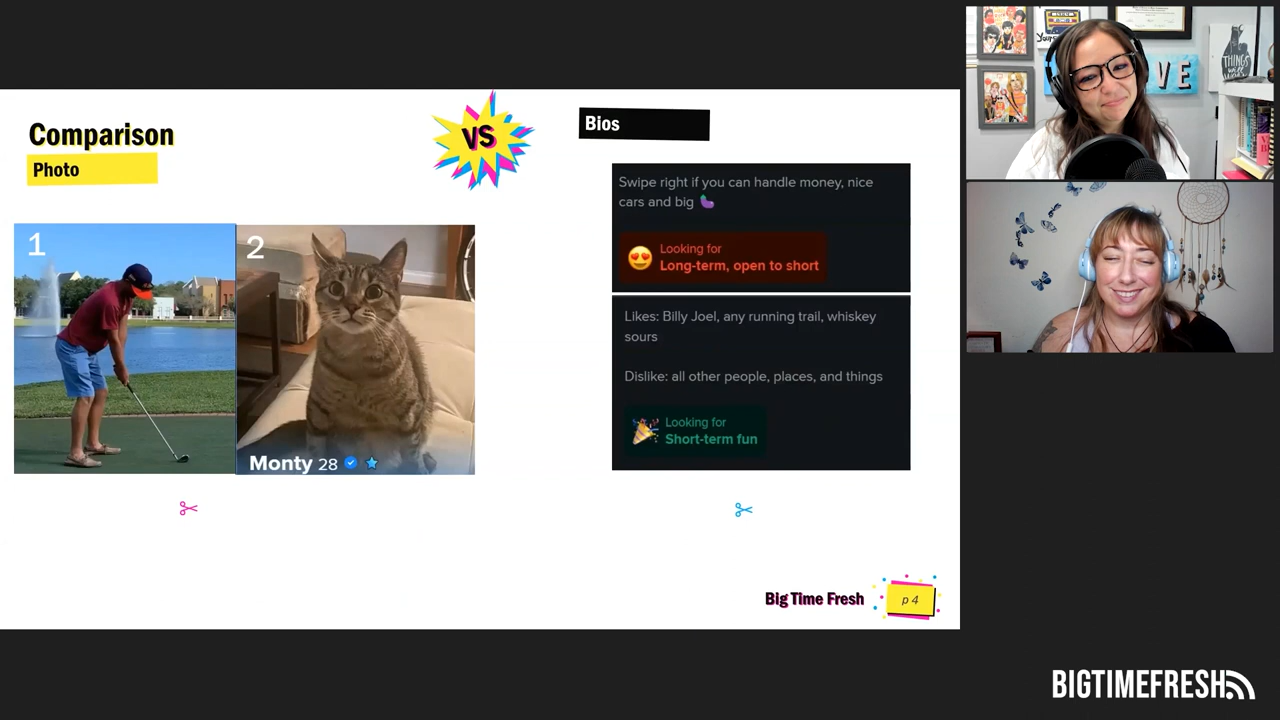 Comparison
Photo
VS
Bios
1
2
Monty 28
Swipe right if you can handle money, nice
cars and big 🍆
Looking for
Long-term, open to short
Likes: Billy Joel, any running trail, whiskey
sours
Dislike: all other people, places, and things
Looking for
Short-term fun
Big Time Fresh
p 4
VE
THINGS
BIGTIMEFRESH